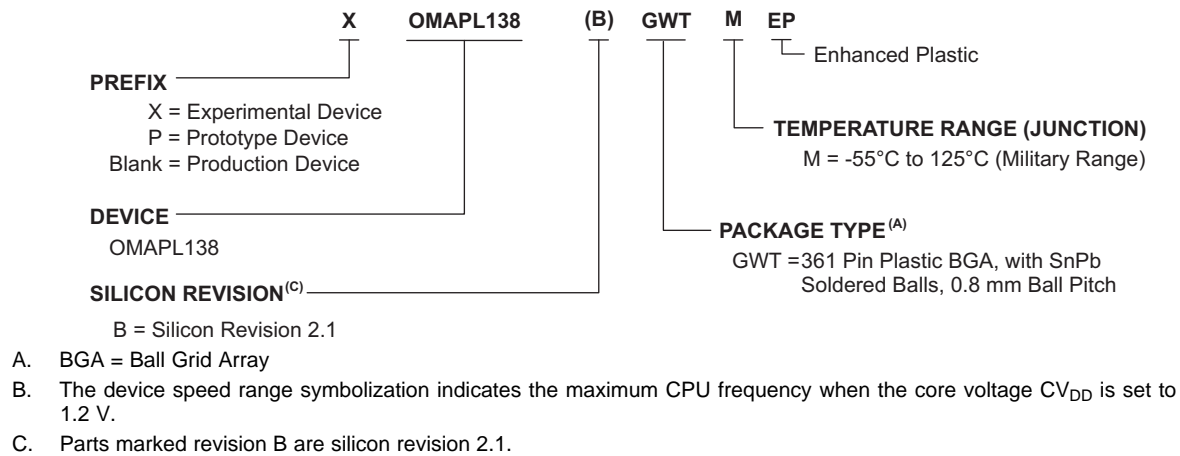 X OMAPL138 (B) GWT M EP
Enhanced Plastic
PREFIX
X = Experimental Device
P = Prototype Device
Blank = Production Device
TEMPERATURE RANGE (JUNCTION)
M = -55°C to 125°C (Military Range)
DEVICE
OMAPL138
PACKAGE TYPE(A)
GWT =361 Pin Plastic BGA, with SnPb
Soldered Balls, 0.8 mm Ball Pitch
SILICON REVISION(C)
B = Silicon Revision 2.1
A. BGA = Ball Grid Array
B. The device speed range symbolization indicates the maximum CPU frequency when the core voltage CVDD is set to
1.2 V.
C. Parts marked revision B are silicon revision 2.1.